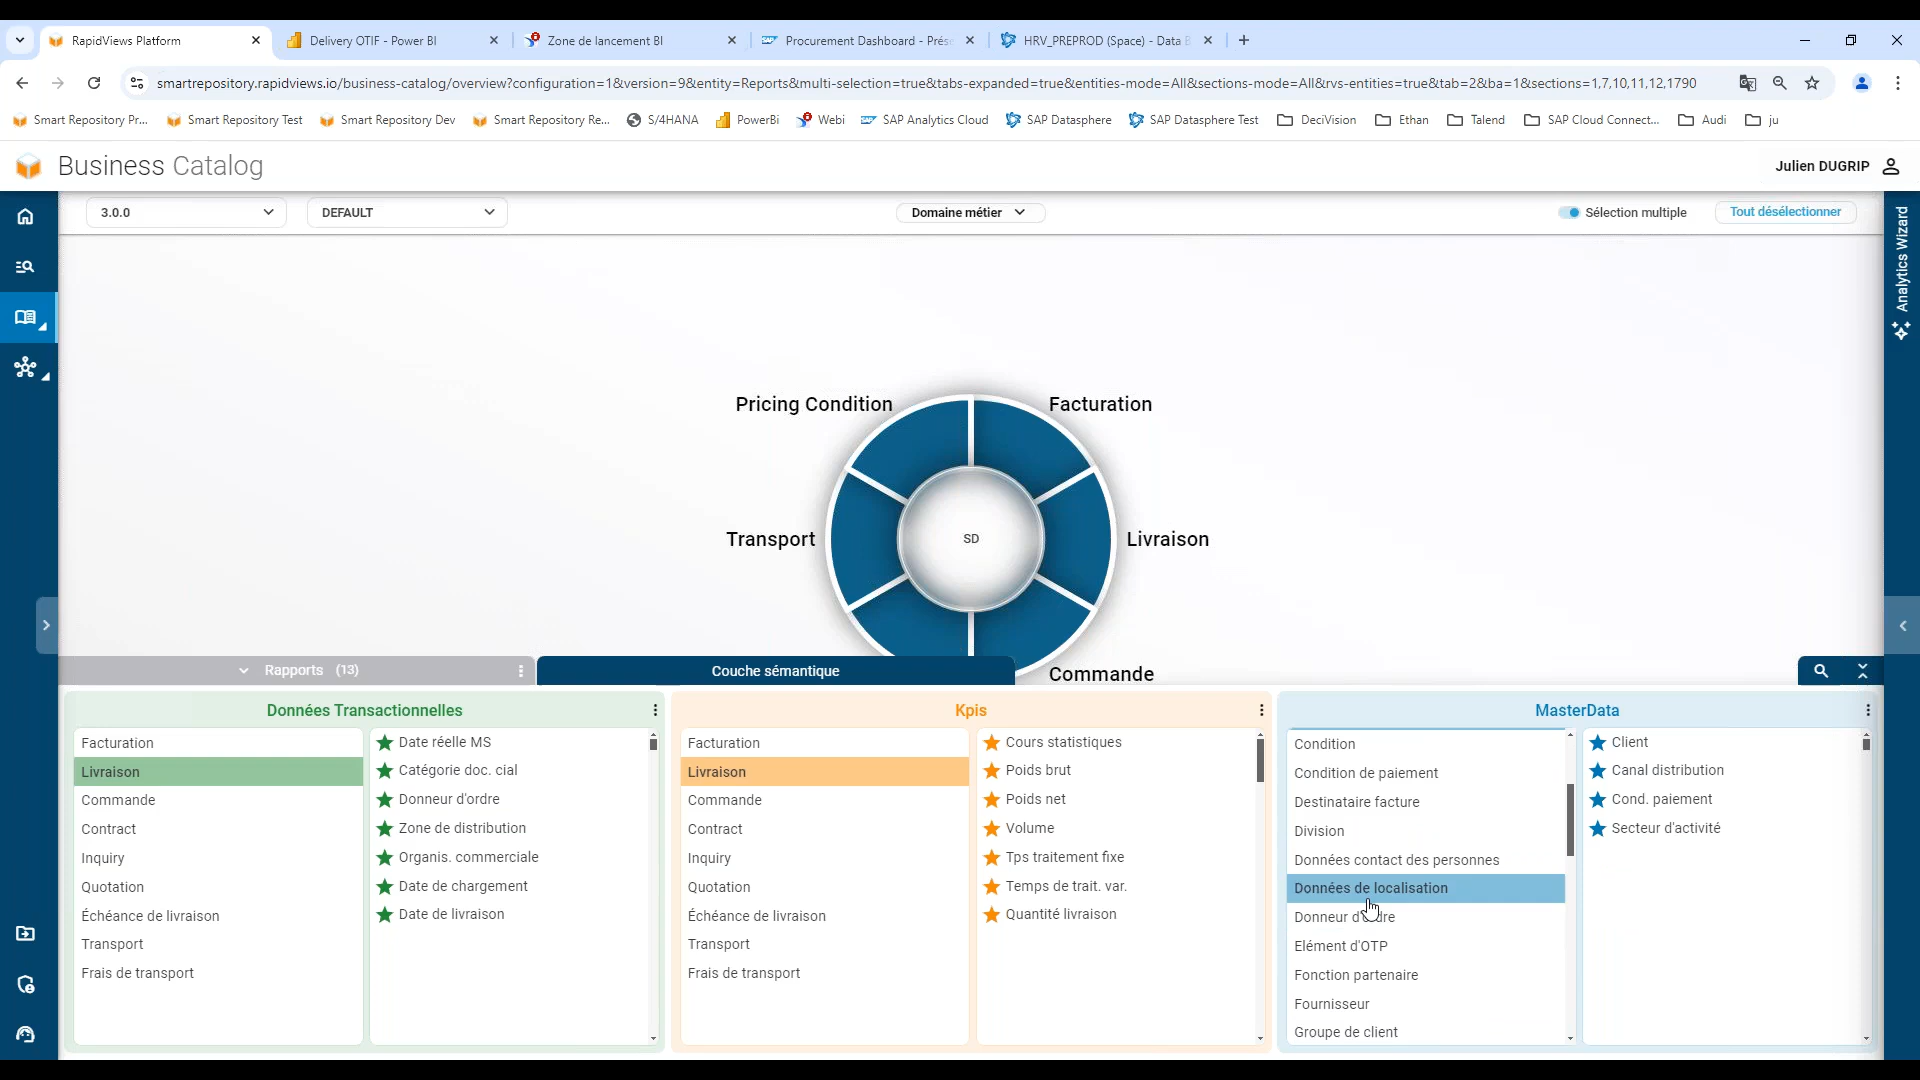 RapidViews Platform
Delivery OTIF - Power BI
Zone de lancement BI
Procurement Dashboard - Prése
HRV_PREPROD (Space) - Data B
smartrepository.rapidviews.io/business-catalog/overview?configuration=1&version=9&entity=Reports&multi-selection=true&tabs-expanded=true&entities-mode=All&sections-mode=All&rvs-entities=true&tab=2&ba=1&sections=1,7,10,11,12,1790
Smart Repository Pr...
Smart Repository Test
Smart Repository Dev
Smart Repository Re...
S/4HANA
PowerBi
Webi
SAP Analytics Cloud
SAP Datasphere
SAP Datasphere Test
DeciVision
Ethan
Talend
SAP Cloud Connect...
Audi
ju
Business Catalog
Julien DUGRIP
3.0.0
DEFAULT
Domaine métier
Sélection multiple
Tout désélectionner
Analytics Wizard
Pricing Condition
Facturation
Transport
SD
Livraison
Commande
Rapports (13)
Couche sémantique
Données Transactionnelles
Facturation
Livraison
Commande
Contract
Inquiry
Quotation
Échéance de livraison
Transport
Frais de transport
Date réelle MS
Catégorie doc. cial
Donneur d'ordre
Zone de distribution
Organis. commerciale
Date de chargement
Date de livraison
Kpis
Facturation
Livraison
Commande
Contract
Inquiry
Quotation
Échéance de livraison
Transport
Frais de transport
Cours statistiques
Poids brut
Poids net
Volume
Tps traitement fixe
Temps de trait. var.
Quantité livraison
MasterData
Condition
Condition de paiement
Destinataire facture
Division
Données contact des personnes
Données de localisation
Donneur d'ordre
Elément d'OTP
Fonction partenaire
Fournisseur
Groupe de client
Client
Canal distribution
Cond. paiement
Secteur d'activité